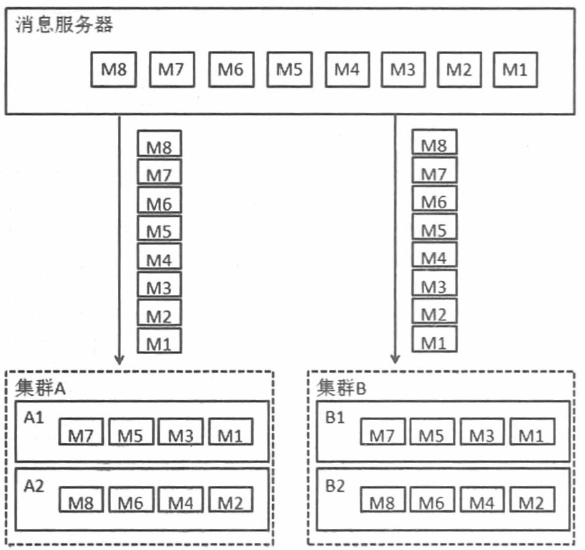 消息服务器
M8 M7 M6 M5 M4 M3 M2 M1
M8
M7
M6
M5
M4
M3
M2
M1
M8
M7
M6
M5
M4
M3
M2
M1
集群A
A1
M7 M5 M3 M1
A2
M8 M6 M4 M2
集群B
B1
M7 M5 M3 M1
B2
M8 M6 M4 M2